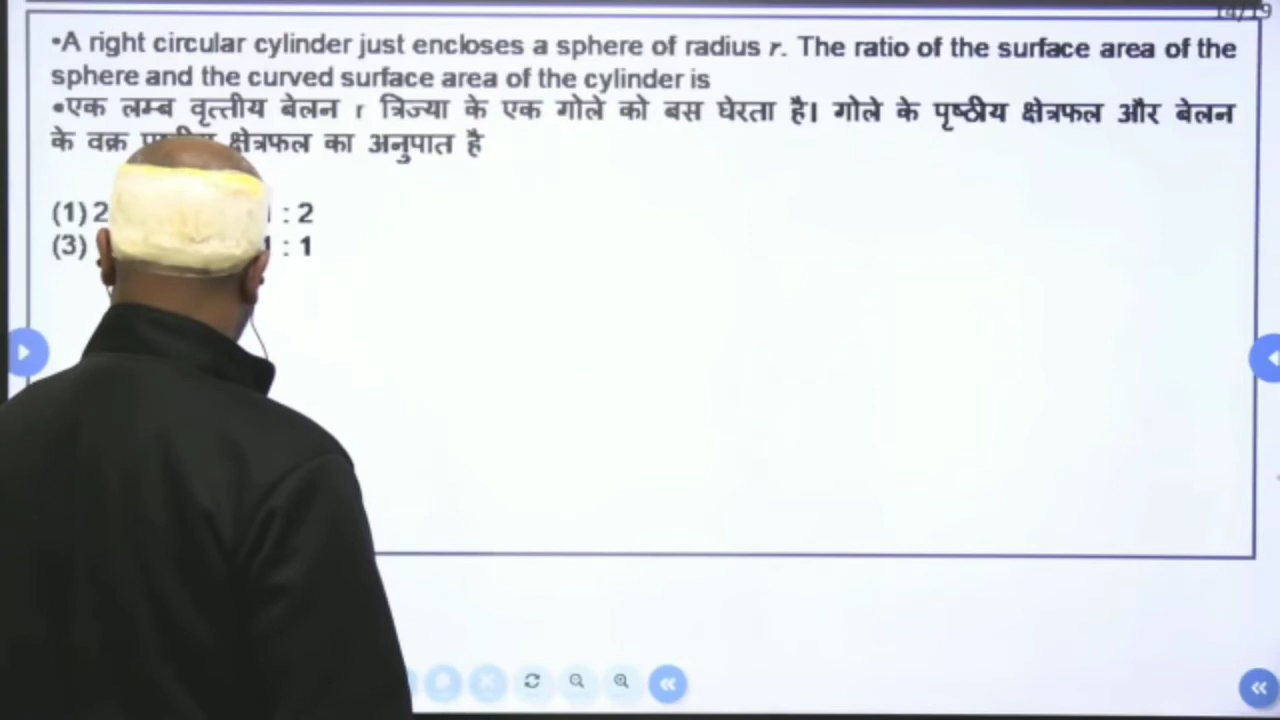 14/19
•A right circular cylinder just encloses a sphere of radius r. The ratio of the surface area of the
sphere and the curved surface area of the cylinder is
•एक लम्ब वृत्तीय बेलन r त्रिज्या के एक गोले को बस घेरता है। गोले के पृष्ठीय क्षेत्रफल और बेलन
के वक्र क्षेत्रफल का अनुपात है
(1) 2 : 2
(3) : 1